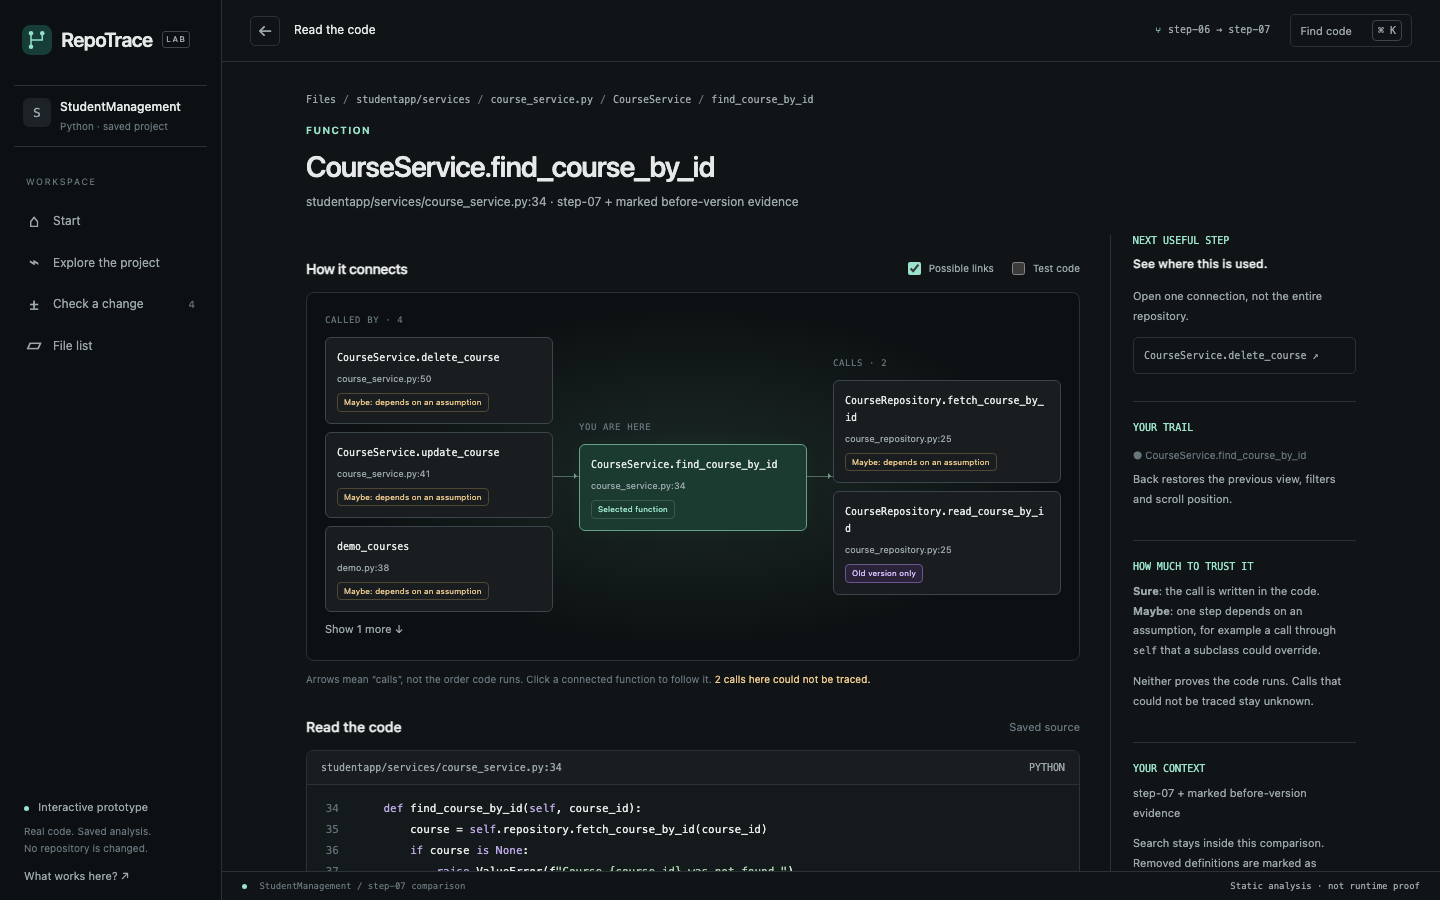 RepoTrace LAB
S
StudentManagement
Python · saved project
WORKSPACE
Start
Explore the project
Check a change 4
File list
Interactive prototype
Real code. Saved analysis.
No repository is changed.
What works here? ↗
← Read the code
step-06 → step-07
Find code ⌘ K
Files / studentapp/services / course_service.py / CourseService / find_course_by_id
FUNCTION
CourseService.find_course_by_id
studentapp/services/course_service.py:34 · step-07 + marked before-version evidence
How it connects
Possible links
Test code
CALLED BY · 4
CourseService.delete_course
course_service.py:50
Maybe: depends on an assumption
CourseService.update_course
course_service.py:41
Maybe: depends on an assumption
demo_courses
demo.py:38
Maybe: depends on an assumption
Show 1 more ↓
YOU ARE HERE
CourseService.find_course_by_id
course_service.py:34
Selected function
CALLS · 2
CourseRepository.fetch_course_by_
id
course_repository.py:25
Maybe: depends on an assumption
CourseRepository.read_course_by_i
d
course_repository.py:25
Old version only
Arrows mean “calls”, not the order code runs. Click a connected function to follow it. 2 calls here could not be traced.
Read the code
Saved source
studentapp/services/course_service.py:34
PYTHON
34 def find_course_by_id(self, course_id):
35 course = self.repository.fetch_course_by_id(course_id)
36 if course is None:
37 raise ValueError(f"Course {course_id} was not found.")
NEXT USEFUL STEP
See where this is used.
Open one connection, not the entire
repository.
CourseService.delete_course ↗
YOUR TRAIL
CourseService.find_course_by_id
Back restores the previous view, filters
and scroll position.
HOW MUCH TO TRUST IT
Sure: the call is written in the code.
Maybe: one step depends on an
assumption, for example a call through
self that a subclass could override.
Neither proves the code runs. Calls that
could not be traced stay unknown.
YOUR CONTEXT
step-07 + marked before-version
evidence
Search stays inside this comparison.
Removed definitions are marked as
StudentManagement / step-07 comparison
Static analysis · not runtime proof